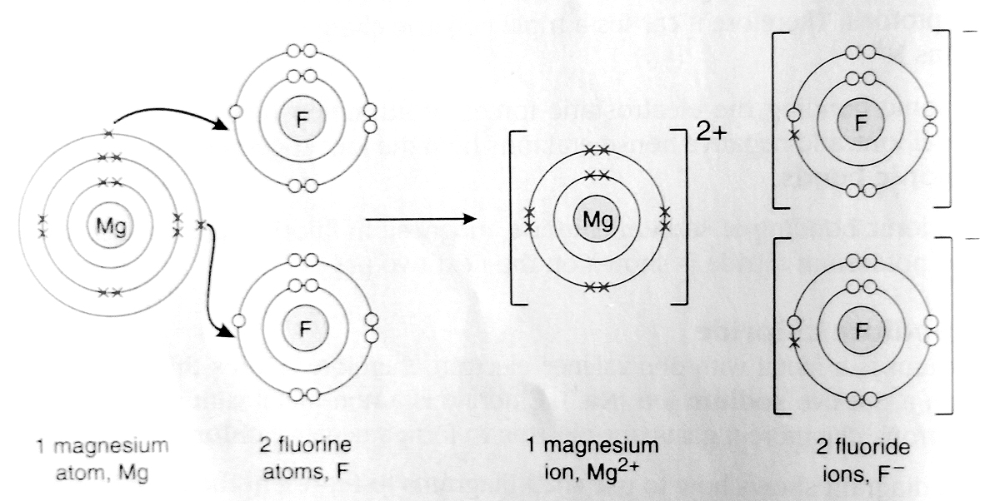 F
F
Mg
F
Mg
F
2+
−
−
1 magnesium
atom, Mg
2 fluorine
atoms, F
1 magnesium
ion, Mg²⁺
2 fluoride
ions, F⁻